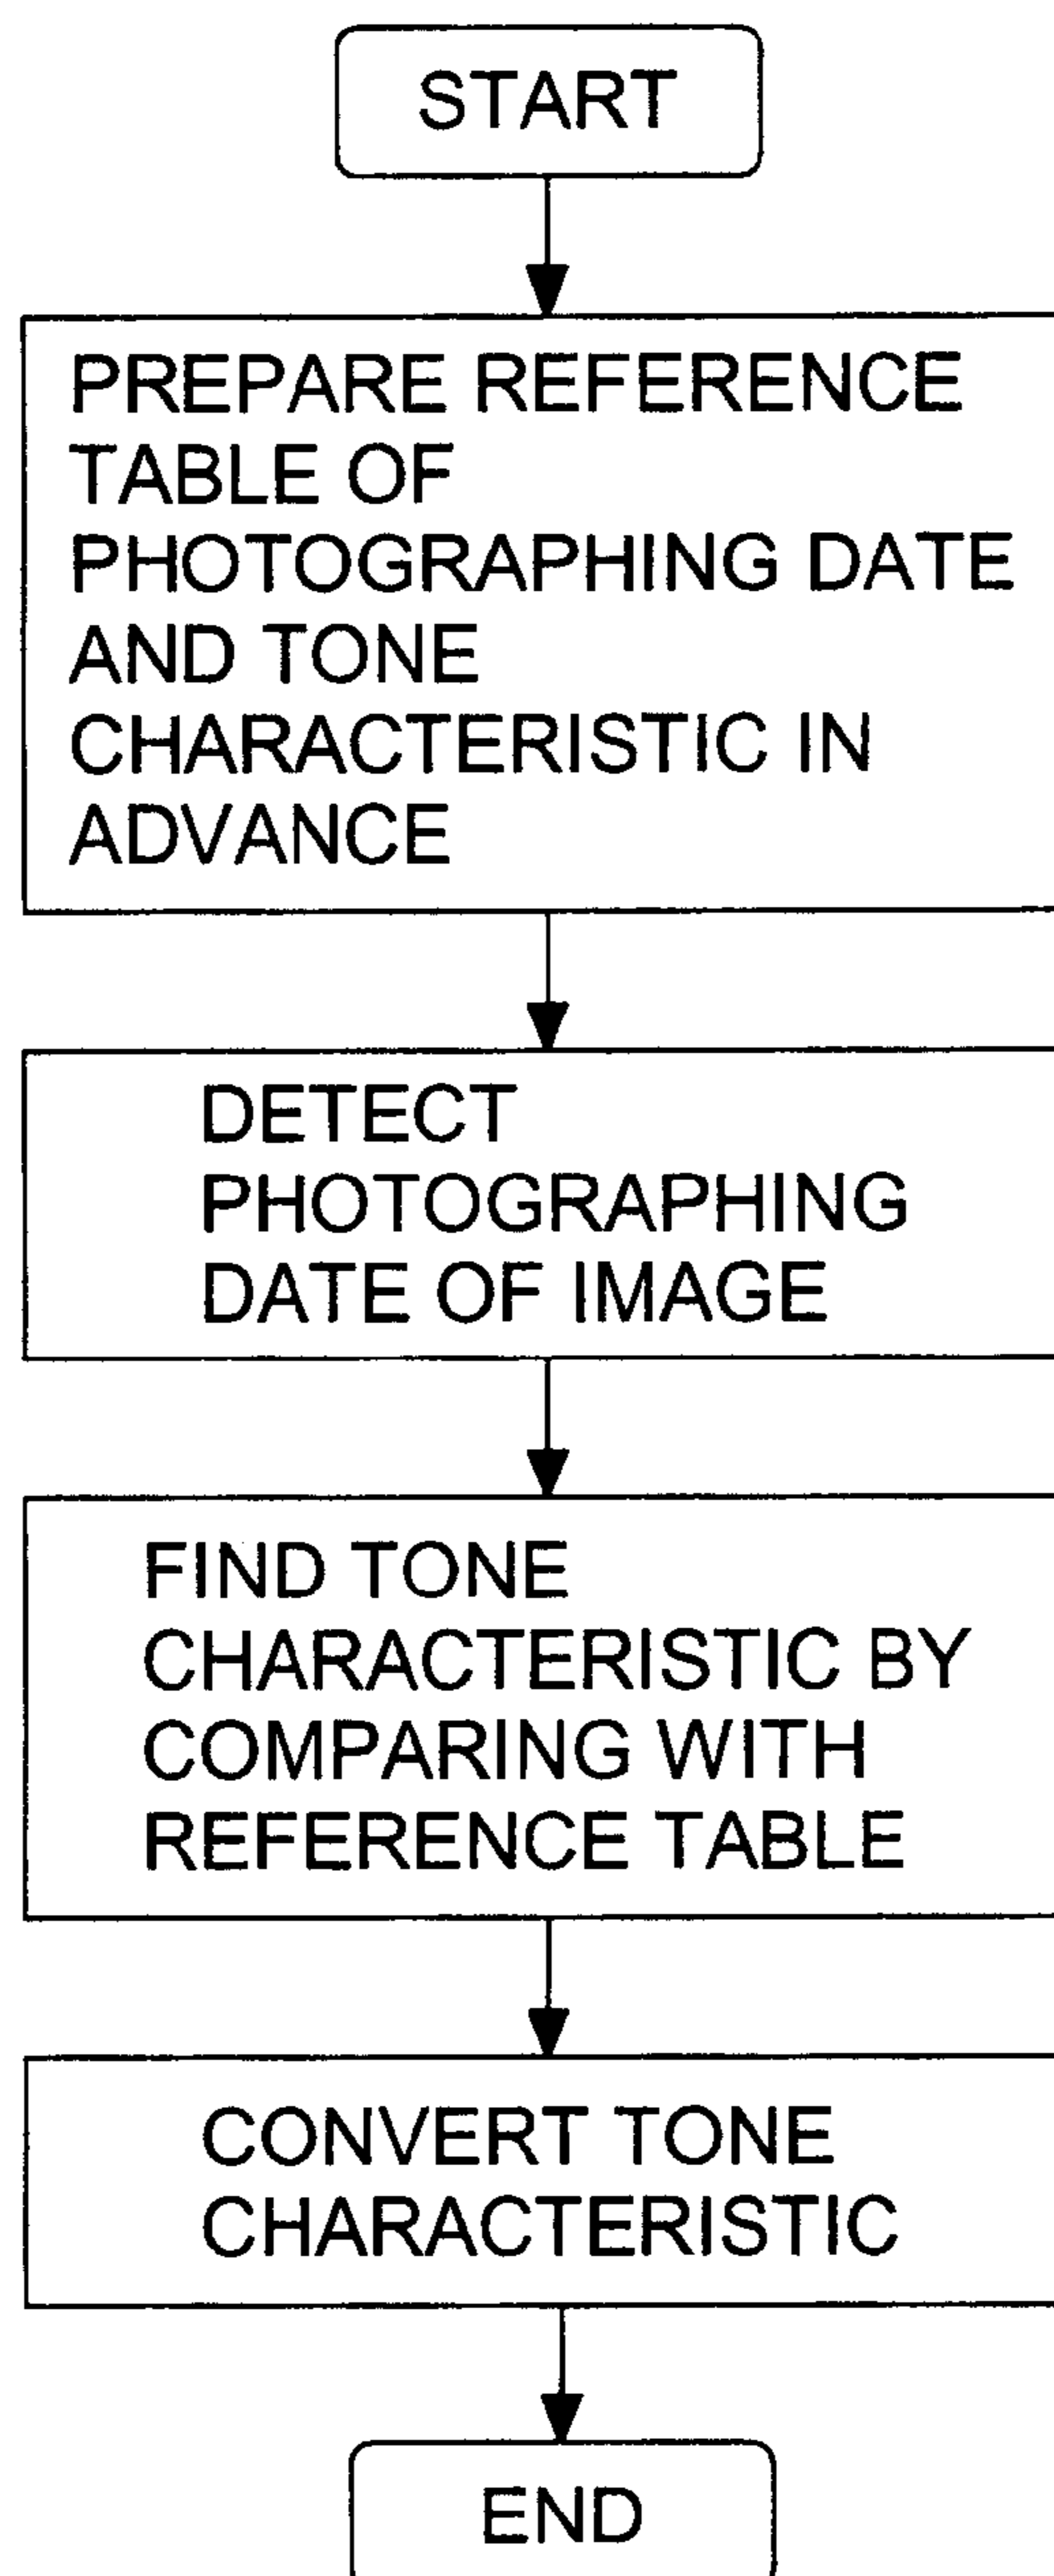 START
PREPARE REFERENCE
TABLE OF
PHOTOGRAPHING DATE
AND TONE
CHARACTERISTIC IN
ADVANCE
DETECT
PHOTOGRAPHING
DATE OF IMAGE
FIND TONE
CHARACTERISTIC BY
COMPARING WITH
REFERENCE TABLE
CONVERT TONE
CHARACTERISTIC
END